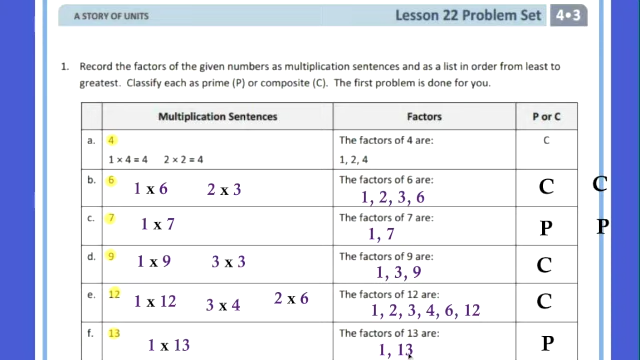 A STORY OF UNITS
Lesson 22 Problem Set 4•3
1. Record the factors of the given numbers as multiplication sentences and as a list in order from least to
greatest. Classify each as prime (P) or composite (C). The first problem is done for you.
Multiplication Sentences Factors P or C
a. 4 The factors of 4 are: C
1 × 4 = 4 2 × 2 = 4 1, 2, 4
b. 6 1 x 6 2 x 3 The factors of 6 are: C C
1, 2, 3, 6
c. 7 1 x 7 The factors of 7 are: P P
1, 7
d. 9 1 x 9 3 x 3 The factors of 9 are: C
1, 3, 9
e. 12 1 x 12 3 x 4 2 x 6 The factors of 12 are: C
1, 2, 3, 4, 6, 12
f. 13 1 x 13 The factors of 13 are: P
1, 13